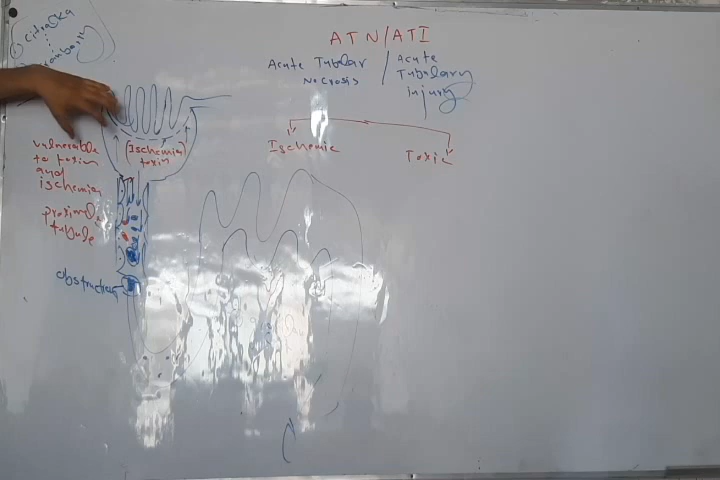 ATN/ATI
Acute Tubular / Acute
Necrosis Tubulary
injury
Ischemic Toxic
(Ischemia)
toxin
vulnerable
to toxin
and
ischemia
proximal
tubule
obstruction